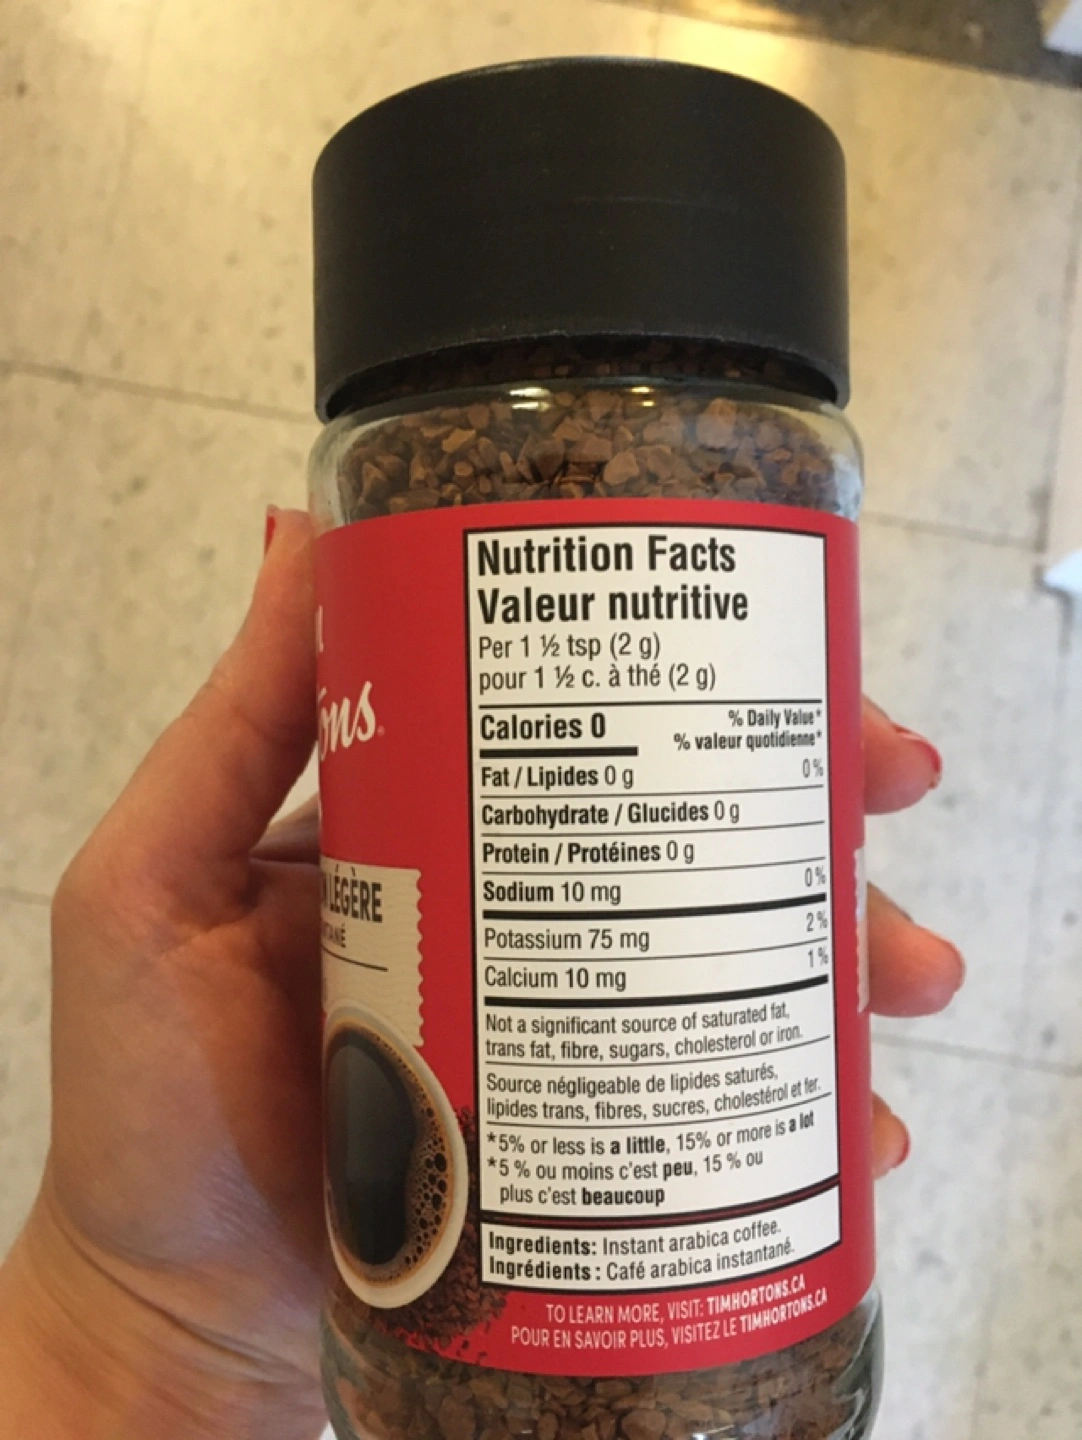 ons
LÉGÈRE
Nutrition Facts
Valeur nutritive
Per 1 ½ tsp (2 g)
pour 1 ½ c. à thé (2 g)
Calories 0
% Daily Value*
% valeur quotidienne*
Fat / Lipides 0 g 0 %
Carbohydrate / Glucides 0 g
Protein / Protéines 0 g
Sodium 10 mg 0 %
Potassium 75 mg 2 %
Calcium 10 mg 1 %
Not a significant source of saturated fat,
trans fat, fibre, sugars, cholesterol or iron.
Source négligeable de lipides saturés,
lipides trans, fibres, sucres, cholestérol et fer.
*5% or less is a little, 15% or more is a lot
*5 % ou moins c'est peu, 15 % ou
plus c'est beaucoup
Ingredients: Instant arabica coffee.
Ingrédients : Café arabica instantané.
TO LEARN MORE, VISIT: TIMHORTONS.CA
POUR EN SAVOIR PLUS, VISITEZ LE TIMHORTONS.CA